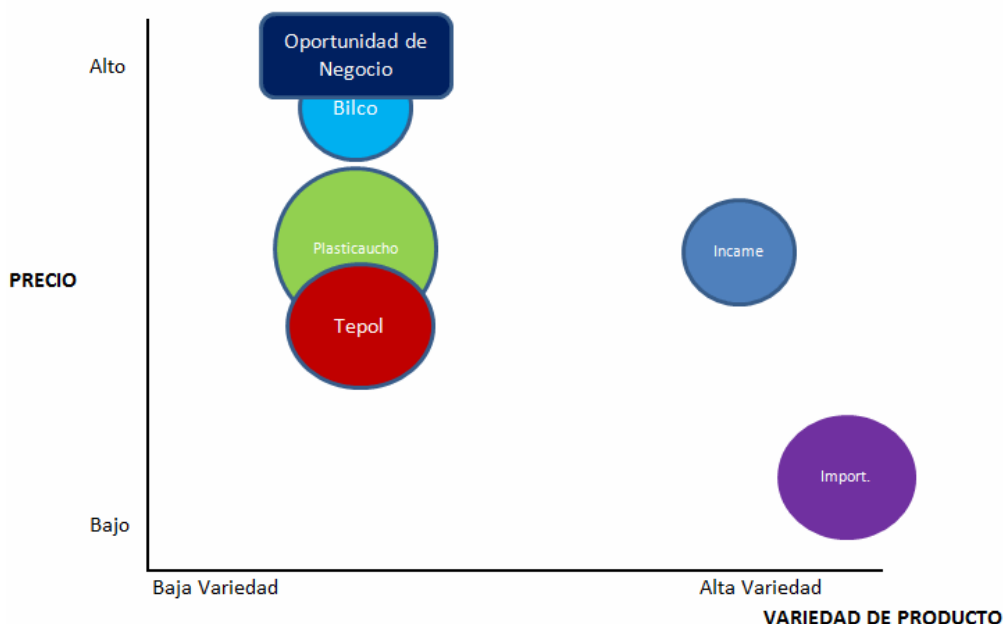 Oportunidad de
Negocio
Alto
Bilco
Plasticaucho
Incame
PRECIO
Tepol
Import.
Bajo
Baja Variedad
Alta Variedad
VARIEDAD DE PRODUCTO